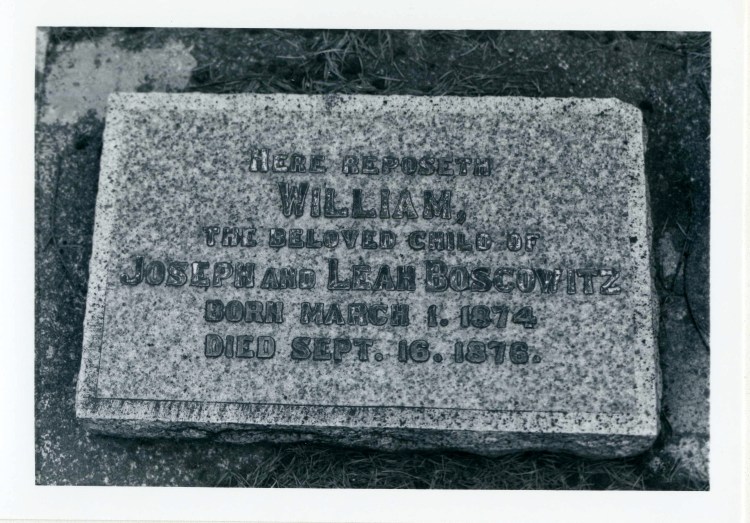 HERE REPOSETH
WILLIAM,
THE BELOVED CHILD OF
JOSEPH AND LEAH BOSCOWITZ
BORN MARCH 1. 1874
DIED SEPT. 16. 1876.